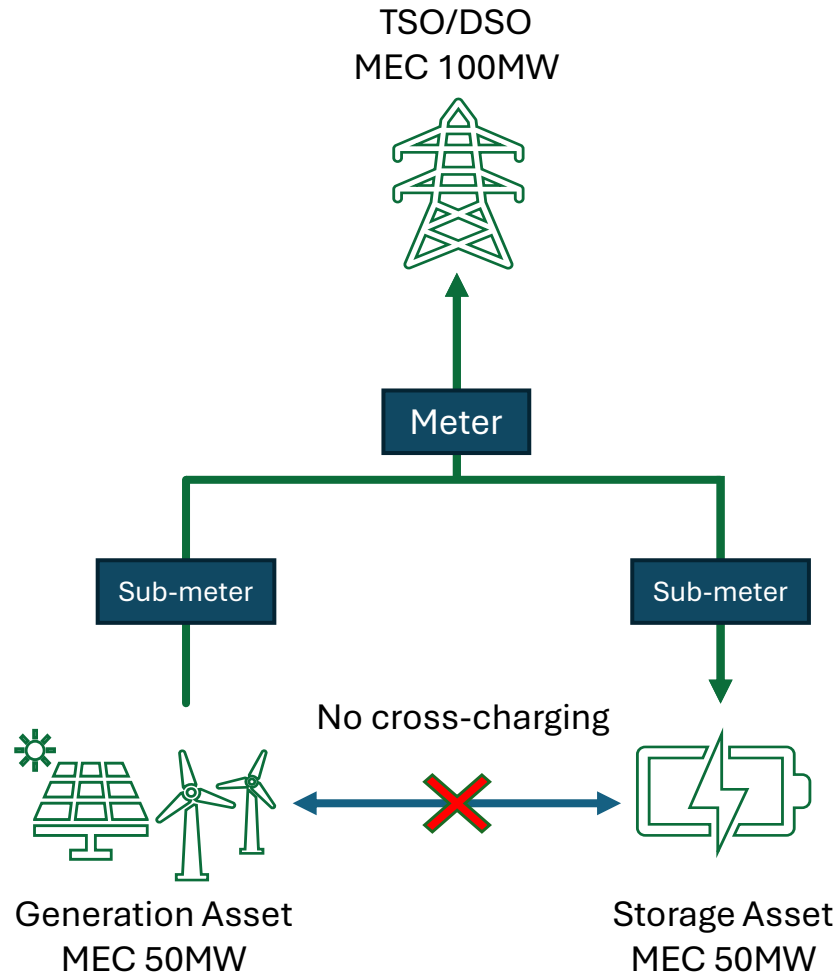 TSO/DSO
MEC 100MW
Meter
Sub-meter
Sub-meter
No cross-charging
Generation Asset
MEC 50MW
Storage Asset
MEC 50MW